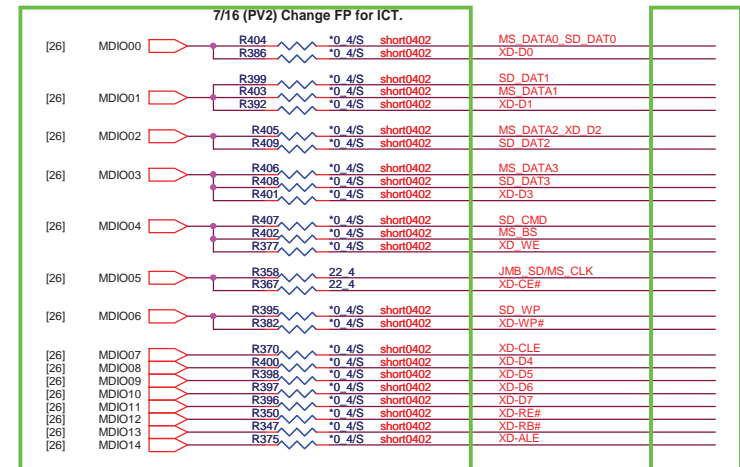 7/16 (PV2) Change FP for ICT.
[26] MDIO00 R404 *0_4/S short0402 MS_DATA0_SD_DAT0
R386 *0_4/S short0402 XD-D0
R399 *0_4/S short0402 SD_DAT1
[26] MDIO01 R403 *0_4/S short0402 MS_DATA1
R392 *0_4/S short0402 XD-D1
[26] MDIO02 R405 *0_4/S short0402 MS_DATA2_XD_D2
R409 *0_4/S short0402 SD_DAT2
[26] MDIO03 R406 *0_4/S short0402 MS_DATA3
R408 *0_4/S short0402 SD_DAT3
R401 *0_4/S short0402 XD-D3
[26] MDIO04 R407 *0_4/S short0402 SD_CMD
R402 *0_4/S short0402 MS_BS
R377 *0_4/S short0402 XD_WE
[26] MDIO05 R358 22_4 JMB_SD/MS_CLK
R367 22_4 XD-CE#
[26] MDIO06 R395 *0_4/S short0402 SD_WP
R382 *0_4/S short0402 XD-WP#
[26] MDIO07 R370 *0_4/S short0402 XD-CLE
[26] MDIO08 R400 *0_4/S short0402 XD-D4
[26] MDIO09 R398 *0_4/S short0402 XD-D5
[26] MDIO10 R397 *0_4/S short0402 XD-D6
[26] MDIO11 R396 *0_4/S short0402 XD-D7
[26] MDIO12 R350 *0_4/S short0402 XD-RE#
[26] MDIO13 R347 *0_4/S short0402 XD-RB#
[26] MDIO14 R375 *0_4/S short0402 XD-ALE